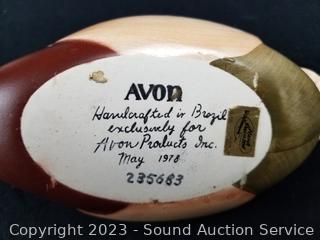 AVON
Handcrafted in Brazil
exclusively for
Avon Products Inc.
May 1978
235683
Copyright 2023 - Sound Auction Service